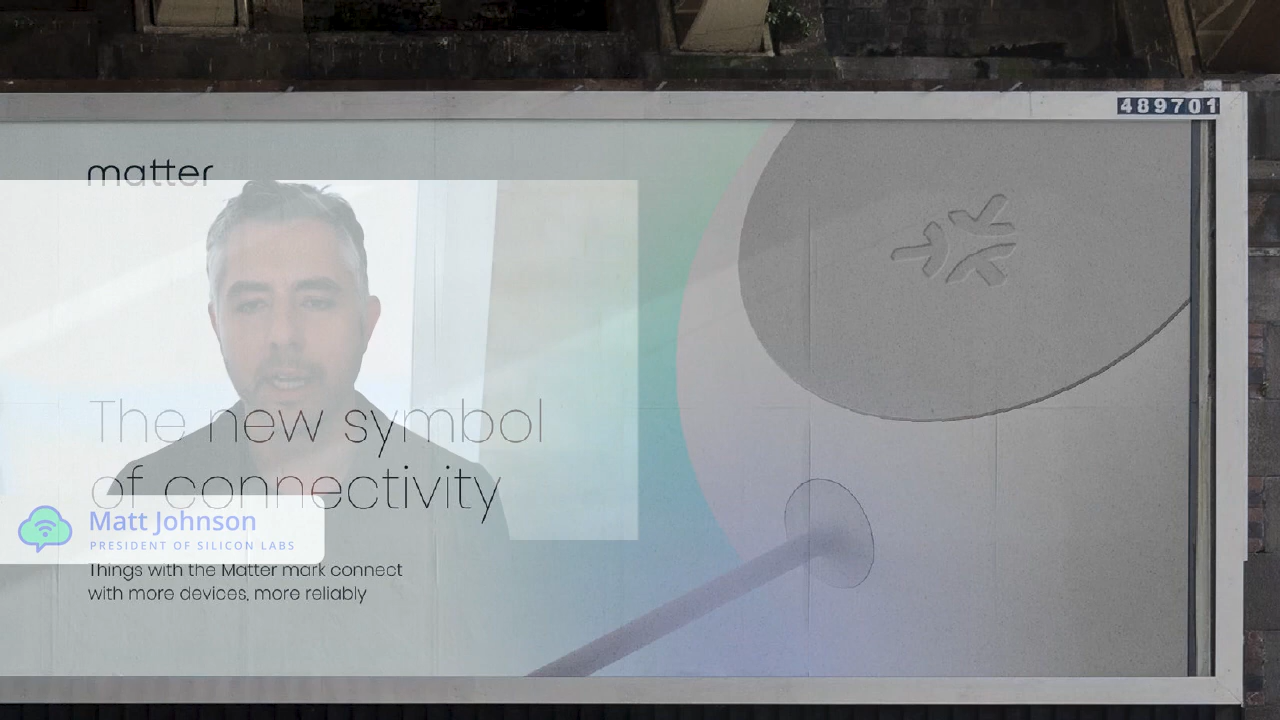 489701
matter
The new symbol
of connectivity
Matt Johnson
PRESIDENT OF SILICON LABS
Things with the Matter mark connect
with more devices, more reliably